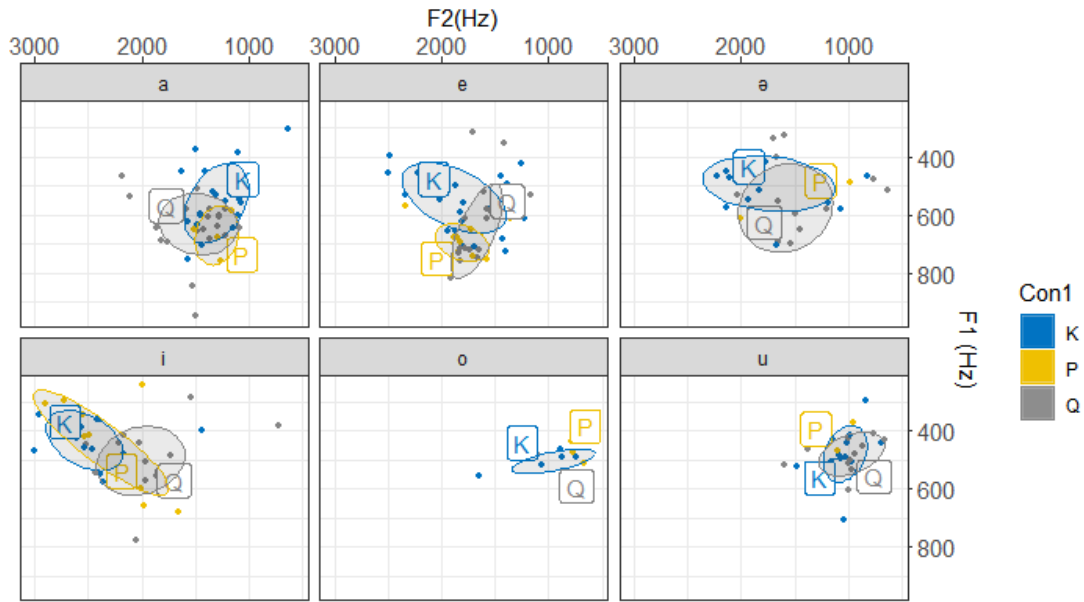 F2(Hz)
3000 2000 1000 3000 2000 1000 3000 2000 1000
a e ə
K Q P
K Q P
K P Q
400
600
800
i o u
K P Q
K P Q
P K Q
400
600
800
F1 (Hz)
Con1
K
P
Q